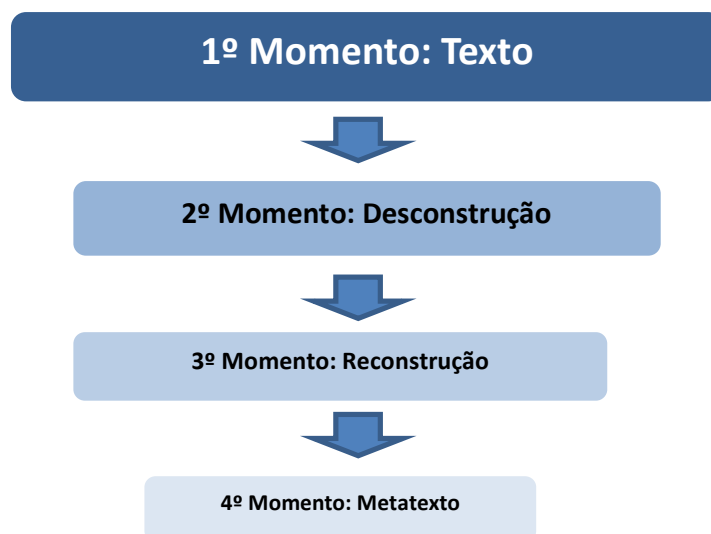 1º Momento: Texto
2º Momento: Desconstrução
3º Momento: Reconstrução
4º Momento: Metatexto